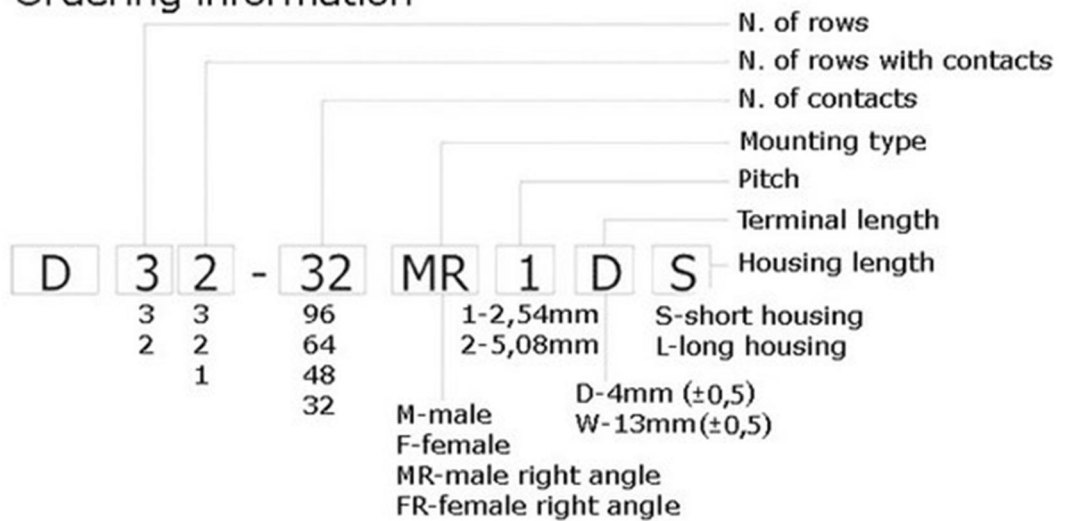 Ordering information
N. of rows
N. of rows with contacts
N. of contacts
Mounting type
Pitch
Terminal length
D 3 2 - 32 MR 1 D S Housing length
3 3 96 1-2,54mm S-short housing
2 2 64 2-5,08mm L-long housing
1 48
32
D-4mm (±0,5)
W-13mm(±0,5)
M-male
F-female
MR-male right angle
FR-female right angle